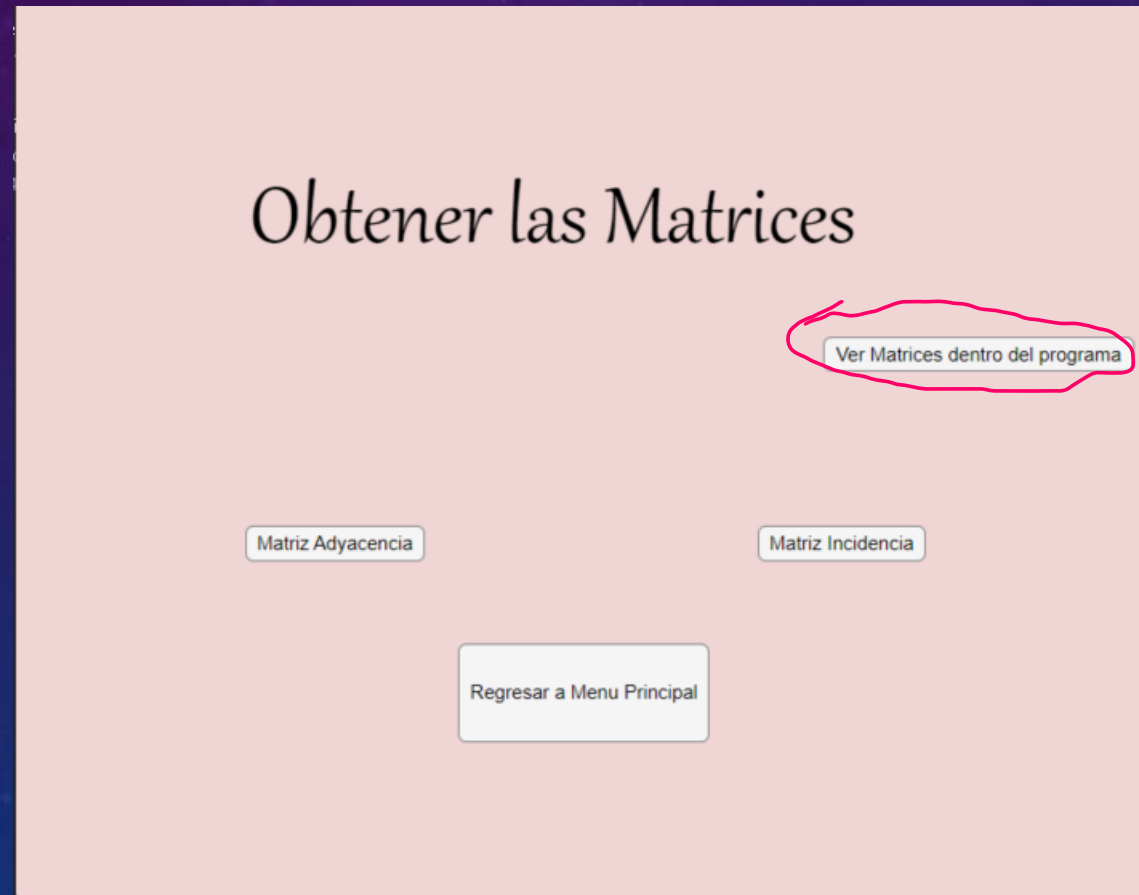 Obtener las Matrices
Ver Matrices dentro del programa
Matriz Adyacencia
Matriz Incidencia
Regresar a Menu Principal